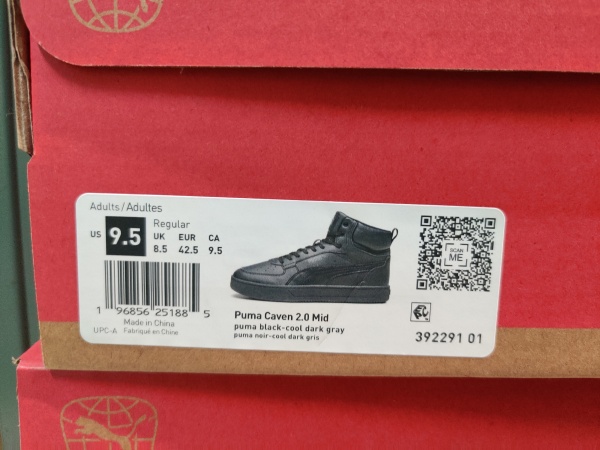 Adults/Adultes
Regular
US 9.5 UK EUR CA
8.5 42.5 9.5
1 96856 25188 5
Made in China
UPC-A Fabriqué en Chine
Puma Caven 2.0 Mid
puma black-cool dark gray
puma noir-cool dark gris
SCAN
ME
392291 01